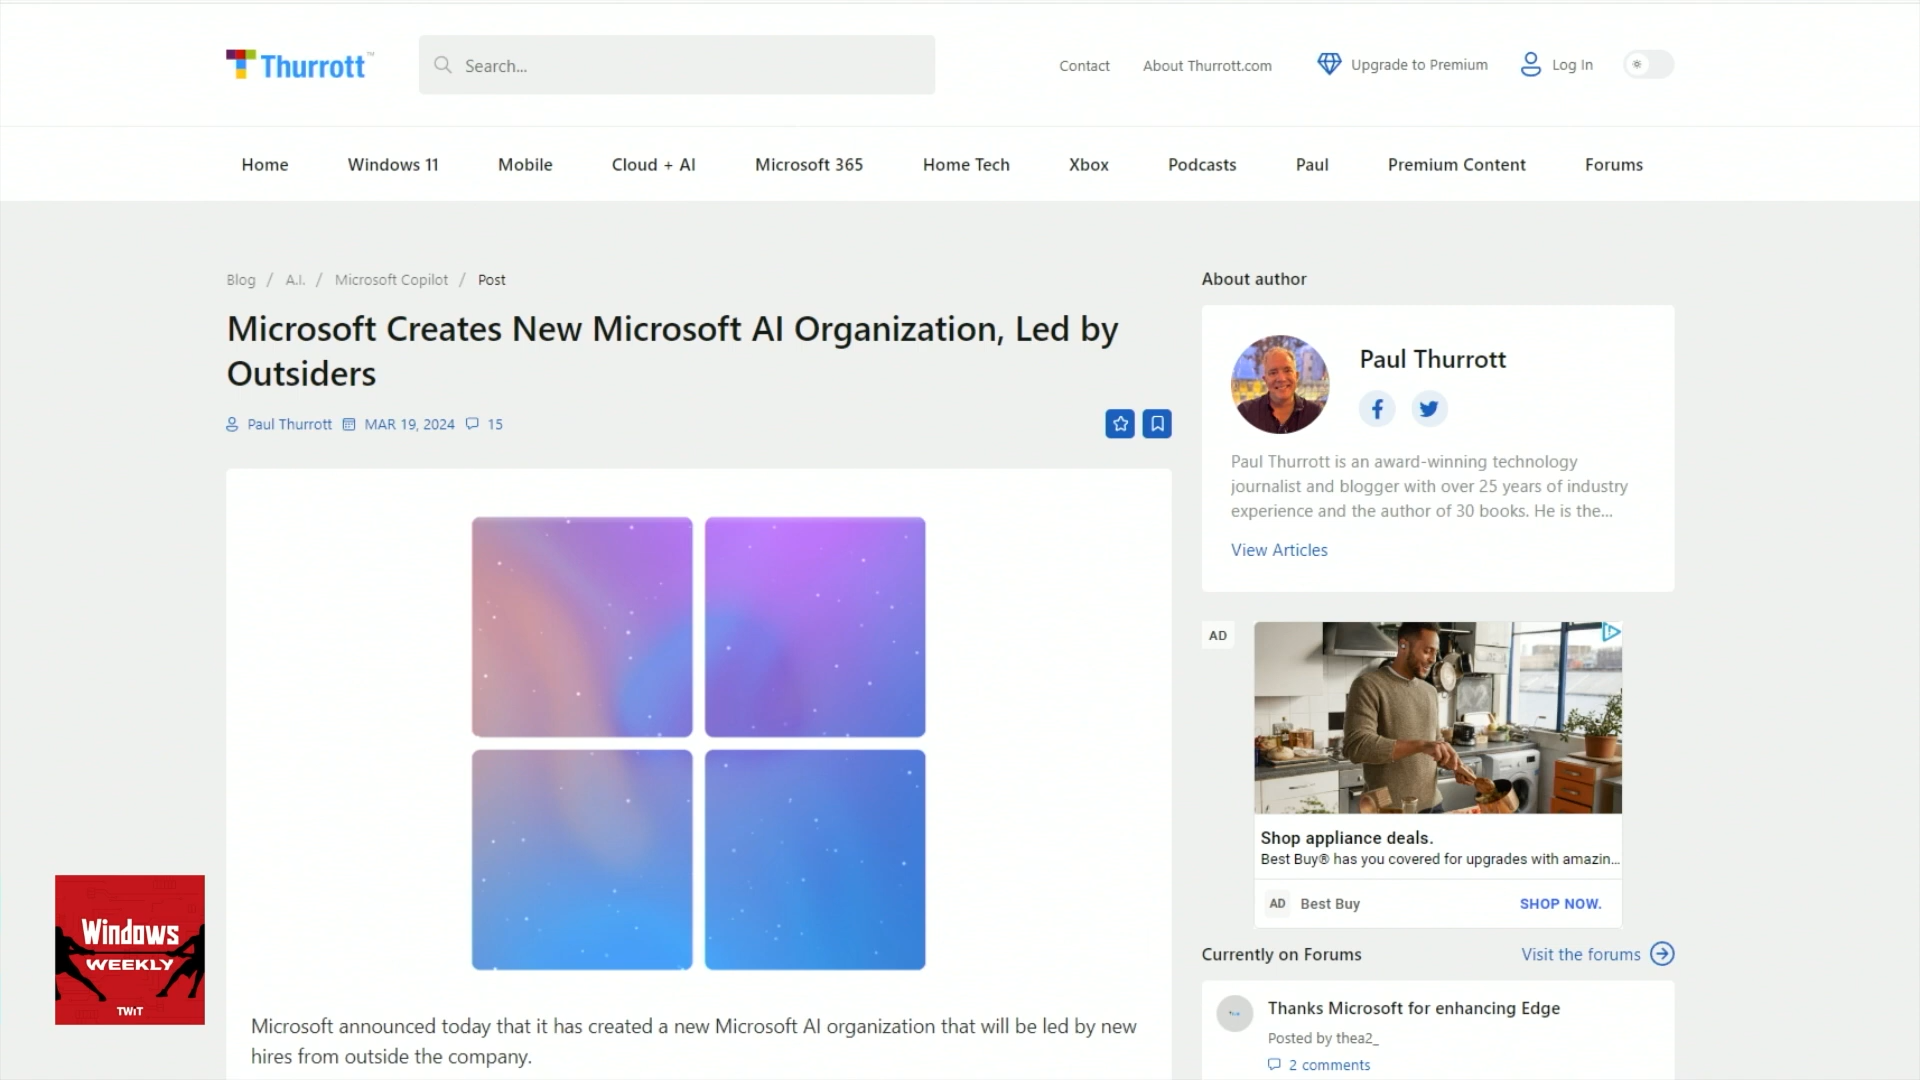 Thurrott™
Search...
Contact
About Thurrott.com
Upgrade to Premium
Log In
Home
Windows 11
Mobile
Cloud + AI
Microsoft 365
Home Tech
Xbox
Podcasts
Paul
Premium Content
Forums
Blog / A.I. / Microsoft Copilot / Post
Microsoft Creates New Microsoft AI Organization, Led by
Outsiders
Paul Thurrott MAR 19, 2024 15
Microsoft announced today that it has created a new Microsoft AI organization that will be led by new
hires from outside the company.
About author
Paul Thurrott
Paul Thurrott is an award-winning technology
journalist and blogger with over 25 years of industry
experience and the author of 30 books. He is the...
View Articles
AD
Shop appliance deals.
Best Buy® has you covered for upgrades with amazin...
AD Best Buy SHOP NOW.
Currently on Forums
Visit the forums
Thanks Microsoft for enhancing Edge
Posted by thea2_
2 comments
Windows
WEEKLY
TWiT